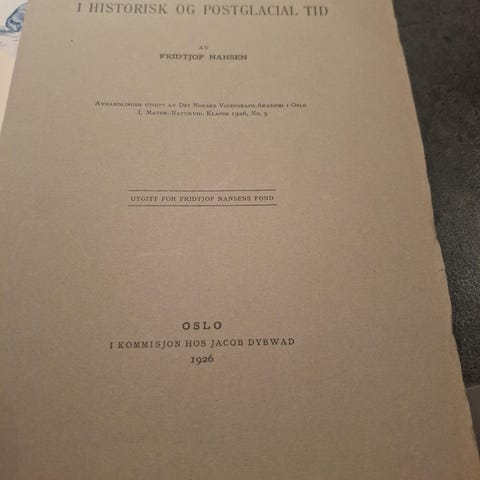 I HISTORISK OG POSTGLACIAL TID
AV
FRIDTJOF NANSEN
AVHANDLINGER UTGITT AV DET NORSKE VIDENSKAPS-AKADEMI I OSLO
I. MATEM.-NATURVID. KLASSE 1926, NO. 3
UTGITT FOR FRIDTJOF NANSENS FOND
OSLO
I KOMMISJON HOS JACOB DYBWAD
1926